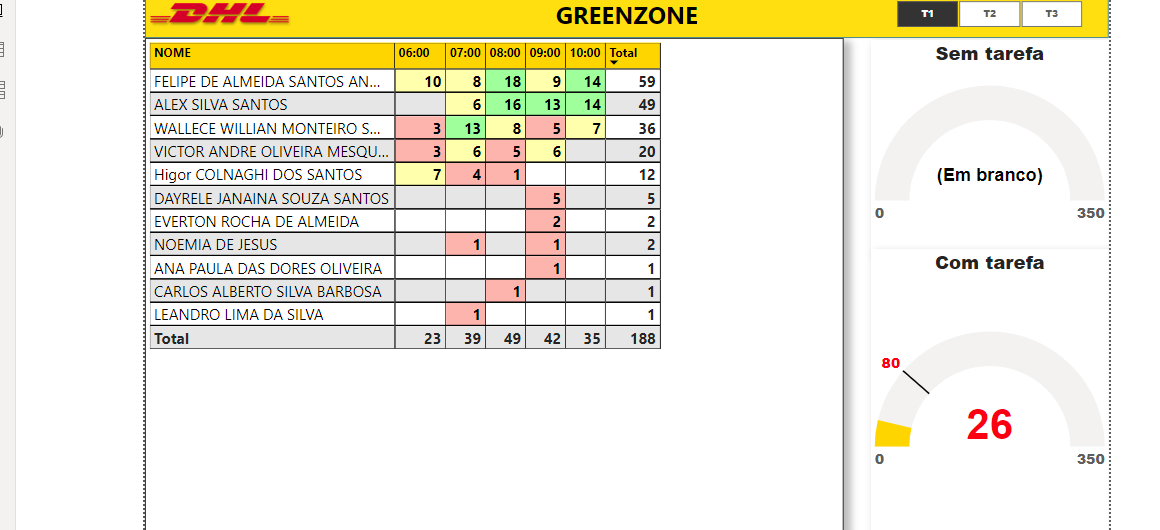 DHL
GREENZONE
T1 T2 T3
NOME 06:00 07:00 08:00 09:00 10:00 Total
FELIPE DE ALMEIDA SANTOS AN... 10 8 18 9 14 59
ALEX SILVA SANTOS 6 16 13 14 49
WALLECE WILLIAN MONTEIRO S... 3 13 8 5 7 36
VICTOR ANDRE OLIVEIRA MESQU... 3 6 5 6 20
Higor COLNAGHI DOS SANTOS 7 4 1 12
DAYRELE JANAINA SOUZA SANTOS 5 5
EVERTON ROCHA DE ALMEIDA 2 2
NOEMIA DE JESUS 1 1 2
ANA PAULA DAS DORES OLIVEIRA 1 1
CARLOS ALBERTO SILVA BARBOSA 1 1
LEANDRO LIMA DA SILVA 1 1
Total 23 39 49 42 35 188
Sem tarefa
(Em branco)
0 350
Com tarefa
80
26
0 350